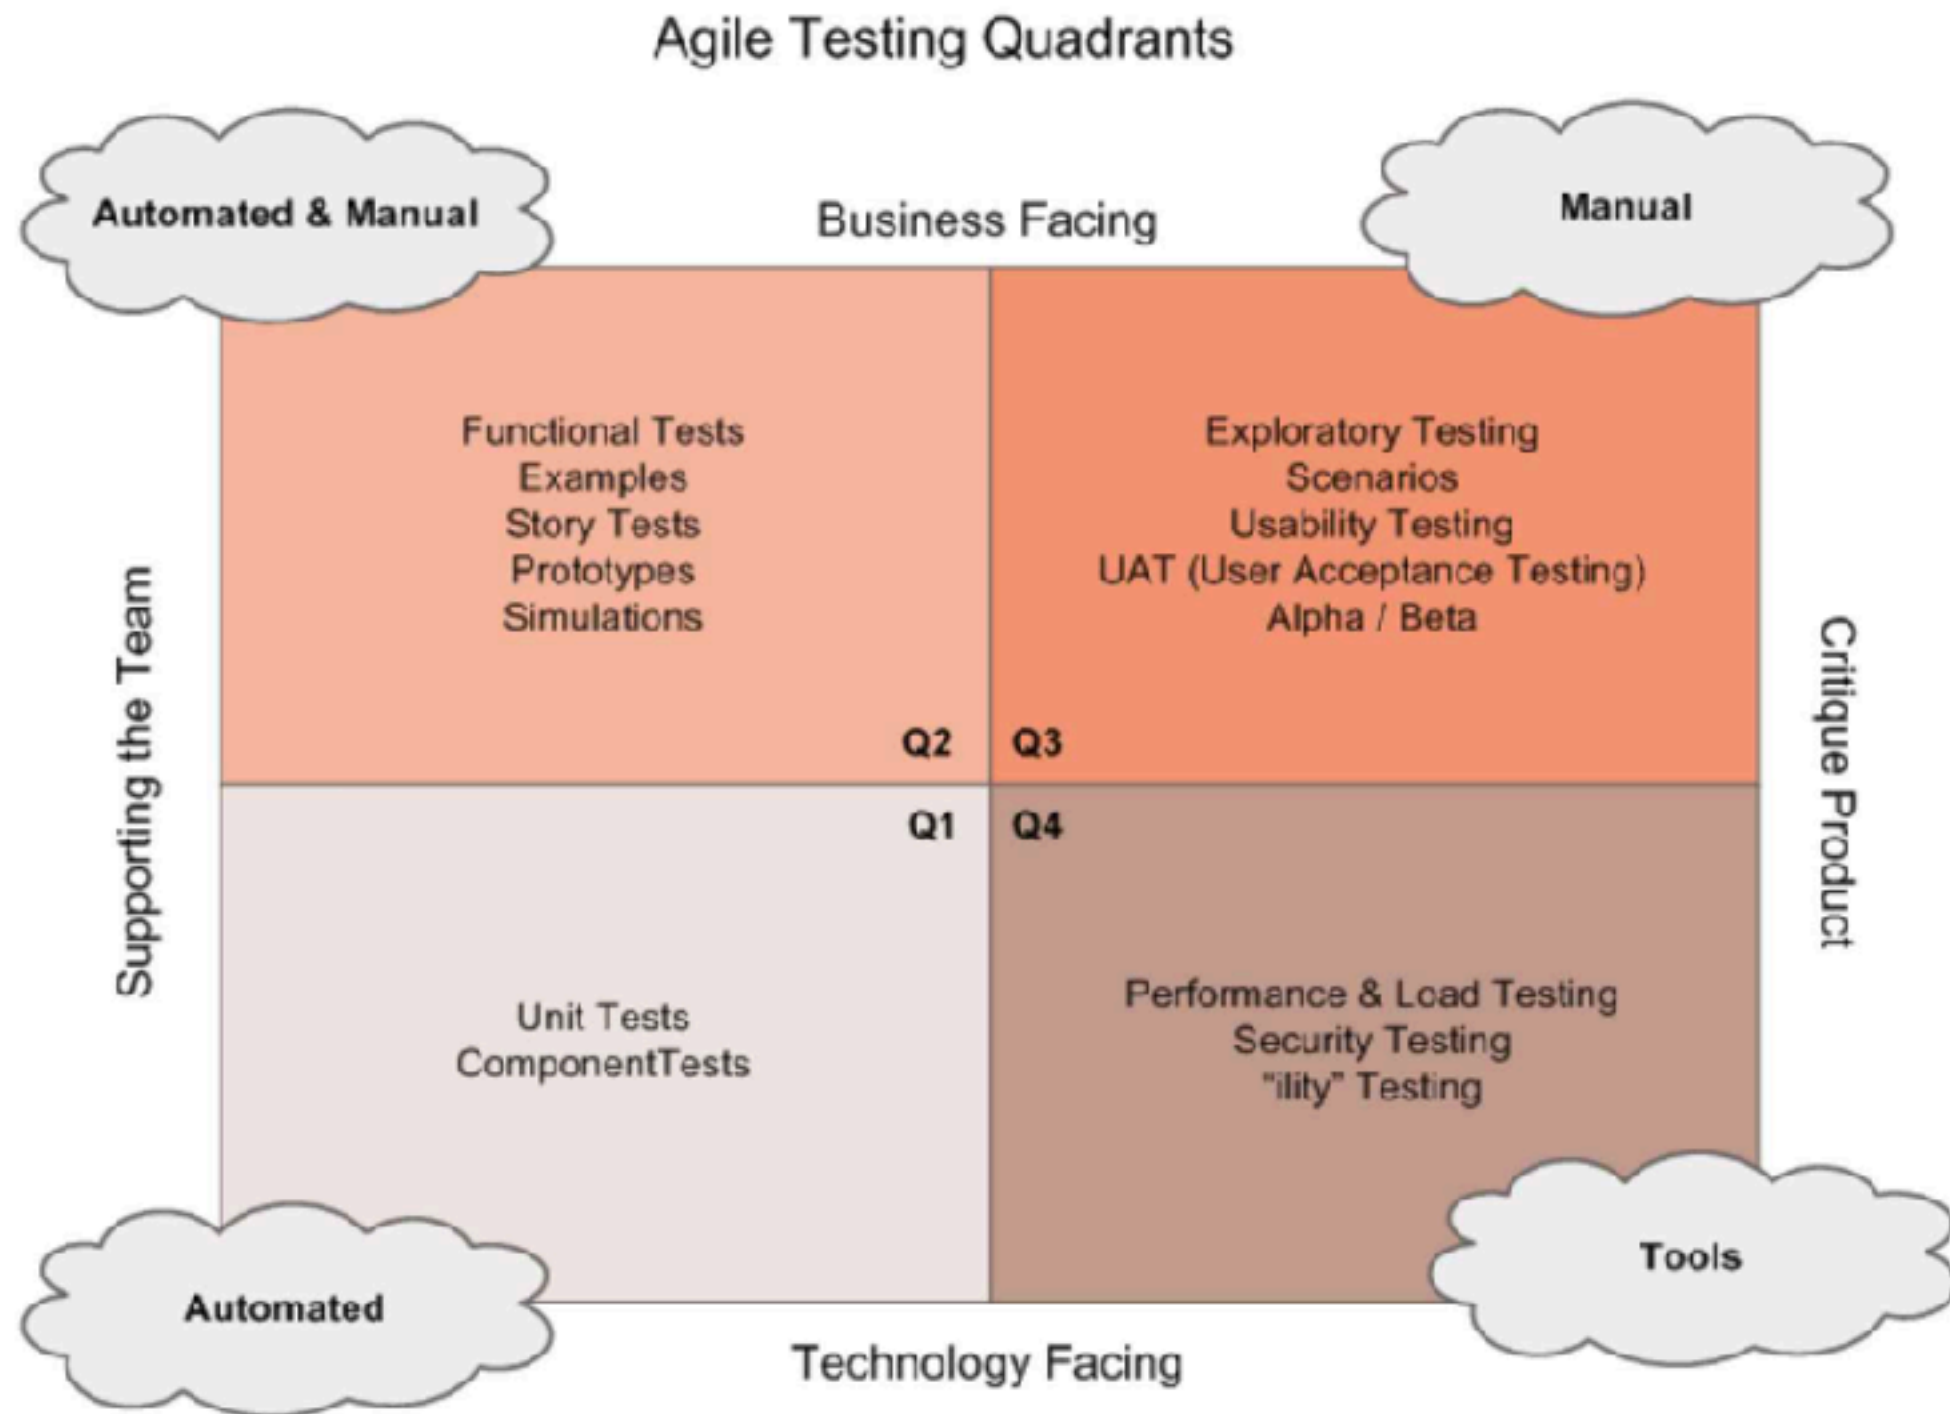 Agile Testing Quadrants
Automated & Manual
Manual
Business Facing
Functional Tests
Examples
Story Tests
Prototypes
Simulations
Q2
Exploratory Testing
Scenarios
Usability Testing
UAT (User Acceptance Testing)
Alpha / Beta
Q3
Supporting the Team
Critique Product
Q1
Unit Tests
ComponentTests
Q4
Performance & Load Testing
Security Testing
“ility” Testing
Automated
Tools
Technology Facing